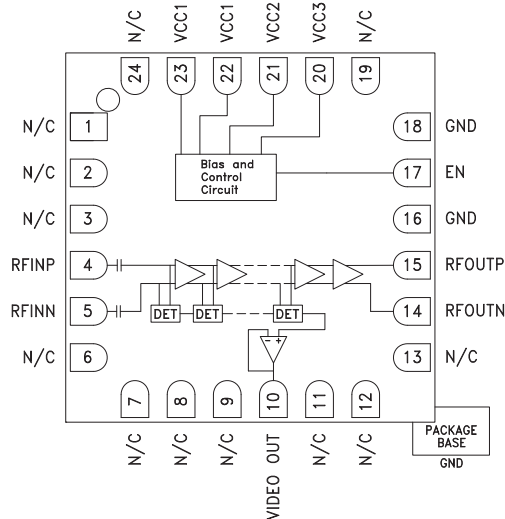 N/C
VCC1
VCC1
VCC2
VCC3
N/C
24
23
22
21
20
19
N/C
1
18
GND
N/C
2
Bias and
Control
Circuit
17
EN
N/C
3
16
GND
RFINP
4
15
RFOUTP
RFINN
5
DET
DET
DET
14
RFOUTN
- +
N/C
6
13
N/C
7
8
9
10
11
12
N/C
N/C
N/C
VIDEO OUT
N/C
N/C
PACKAGE
BASE
GND